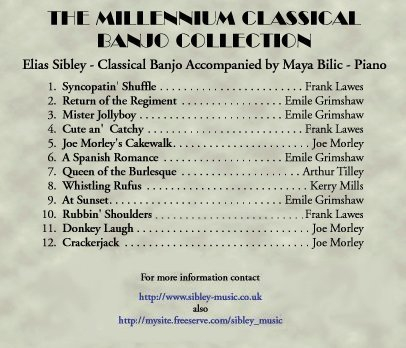 THE MILLENNIUM CLASSICAL
BANJO COLLECTION
Elias Sibley - Classical Banjo Accompanied by Maya Bilic - Piano
1. Syncopatin' Shuffle . . . . . . . . . . . . . . . . . . . . . . . Frank Lawes
2. Return of the Regiment . . . . . . . . . . . . . . . . Emile Grimshaw
3. Mister Jollyboy . . . . . . . . . . . . . . . . . . . . . . . Emile Grimshaw
4. Cute an' Catchy . . . . . . . . . . . . . . . . . . . . . . . . . Frank Lawes
5. Joe Morley's Cakewalk. . . . . . . . . . . . . . . . . . . . . . Joe Morley
6. A Spanish Romance . . . . . . . . . . . . . . . . . . . Emile Grimshaw
7. Queen of the Burlesque . . . . . . . . . . . . . . . . . . . Arthur Tilley
8. Whistling Rufus . . . . . . . . . . . . . . . . . . . . . . . . . . Kerry Mills
9. At Sunset. . . . . . . . . . . . . . . . . . . . . . . . . . . . Emile Grimshaw
10. Rubbin' Shoulders . . . . . . . . . . . . . . . . . . . . . . . . Frank Lawes
11. Donkey Laugh . . . . . . . . . . . . . . . . . . . . . . . . . . . . Joe Morley
12. Crackerjack . . . . . . . . . . . . . . . . . . . . . . . . . . . . . . Joe Morley
For more information contact
http://www.sibley-music.co.uk
also
http://mysite.freeserve.com/sibley_music